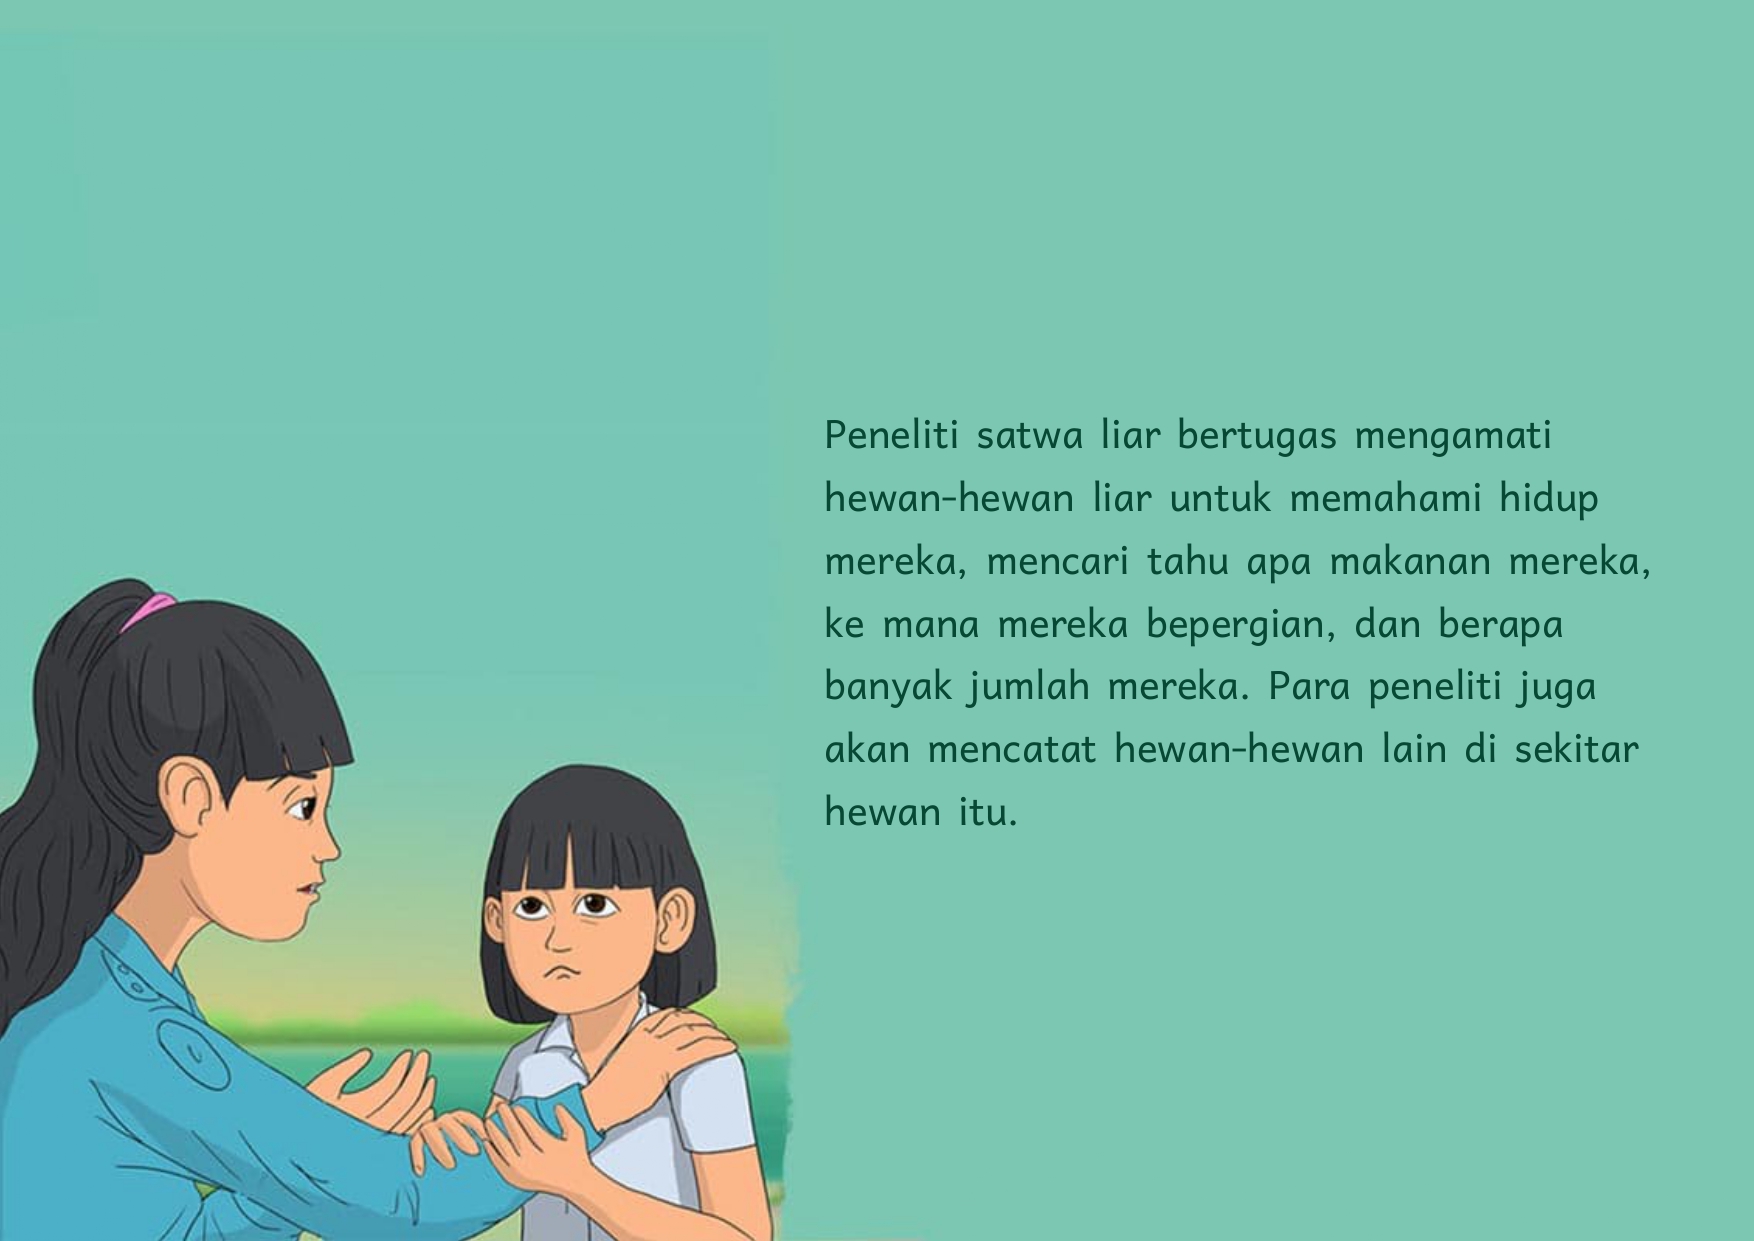 Peneliti satwa liar bertugas mengamati
hewan-hewan liar untuk memahami hidup
mereka, mencari tahu apa makanan mereka,
ke mana mereka bepergian, dan berapa
banyak jumlah mereka. Para peneliti juga
akan mencatat hewan-hewan lain di sekitar
hewan itu.